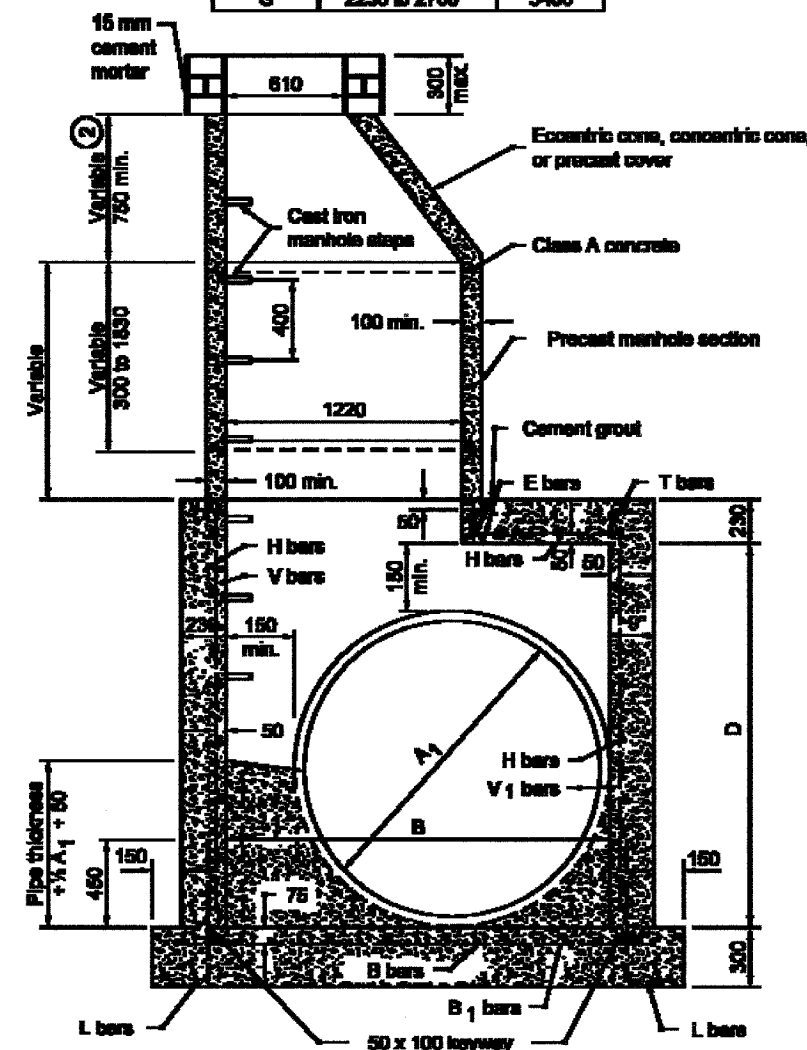 2250 to 2700 3400
15 mm
cement
mortar
610
300
max.
2
Variable
750 min.
Eccentric cone, concentric cone,
or precast cover
Cast iron
manhole steps
Class A concrete
Variable
Variable
300 to 1830
400
100 min.
Precast manhole section
1220
Cement grout
100 min.
E bars
T bars
50
230
H bars
H bars
50
50
V bars
150
min.
230
150
min.
50
A1
H bars
V1 bars
D
B
Pipe thickness
+ ½ A1 + 50
450
150
150
75
B bars
300
B1 bars
L bars
50 x 100 keyway
L bars